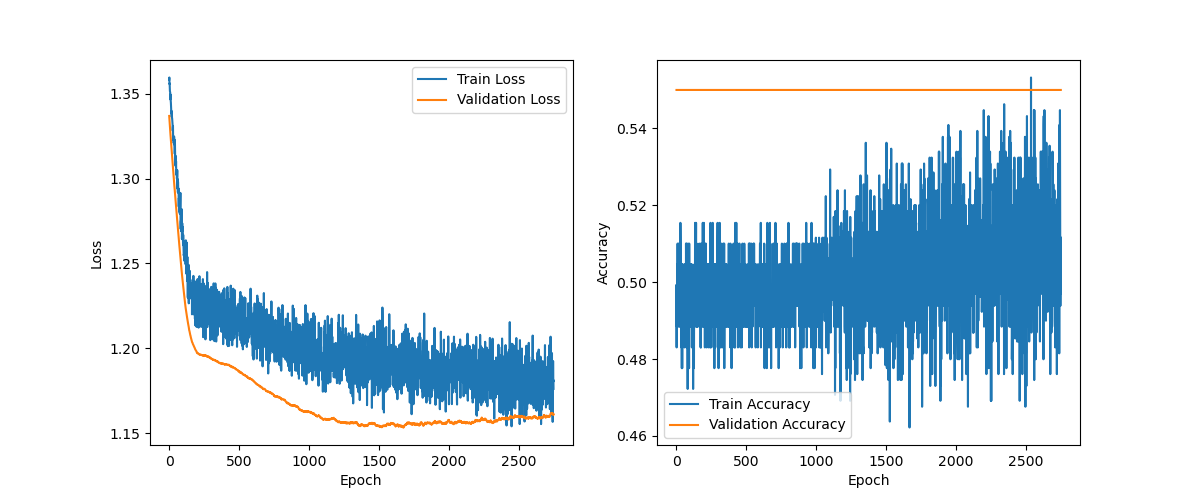 Train Loss
Validation Loss
1.35
1.30
1.25
1.20
1.15
Loss
0 500 1000 1500 2000 2500
Epoch
0.54
0.52
0.50
0.48
0.46
Accuracy
Train Accuracy
Validation Accuracy
0 500 1000 1500 2000 2500
Epoch